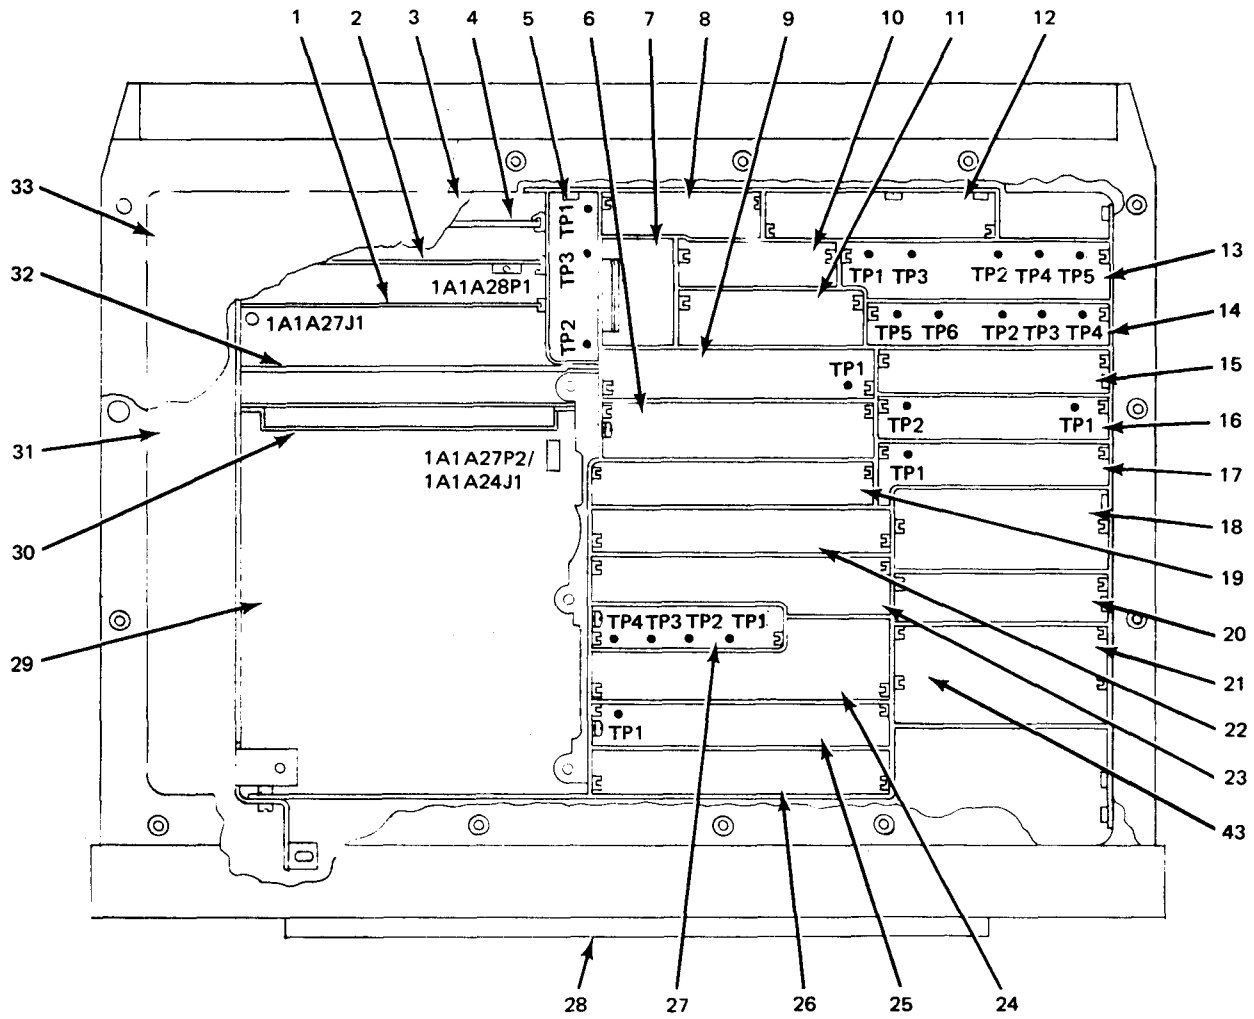 1 2 3 4 5 6 7 8 9 10 11 12
33
TP1
TP3
TP2
1A1A28P1
TP1 TP3 TP2 TP4 TP5
13
32
1A1A27J1
TP5 TP6 TP2 TP3 TP4
14
TP1
15
TP2 TP1
16
31
1A1A27P2/
1A1A24J1
TP1
17
18
30
19
29
TP4 TP3 TP2 TP1
20
21
22
TP1
23
43
28 27 26 25 24